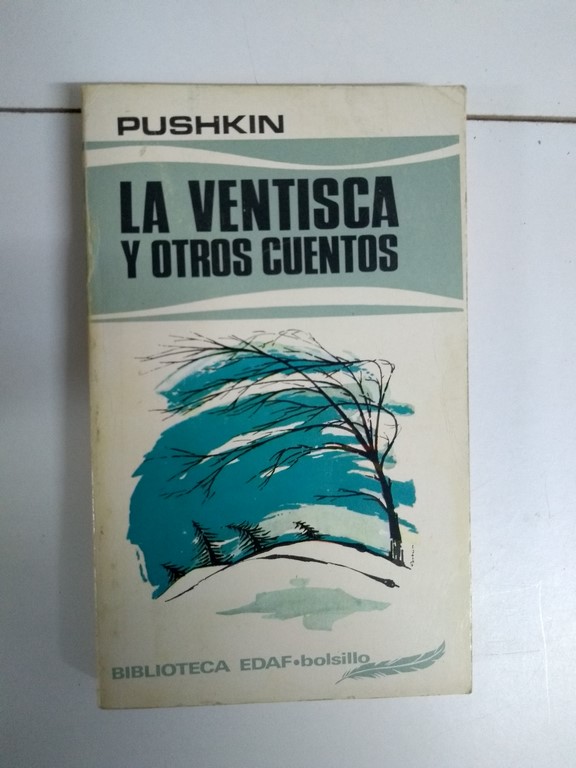 PUSHKIN
LA VENTISCA
Y OTROS CUENTOS
BIBLIOTECA EDAF•bolsillo